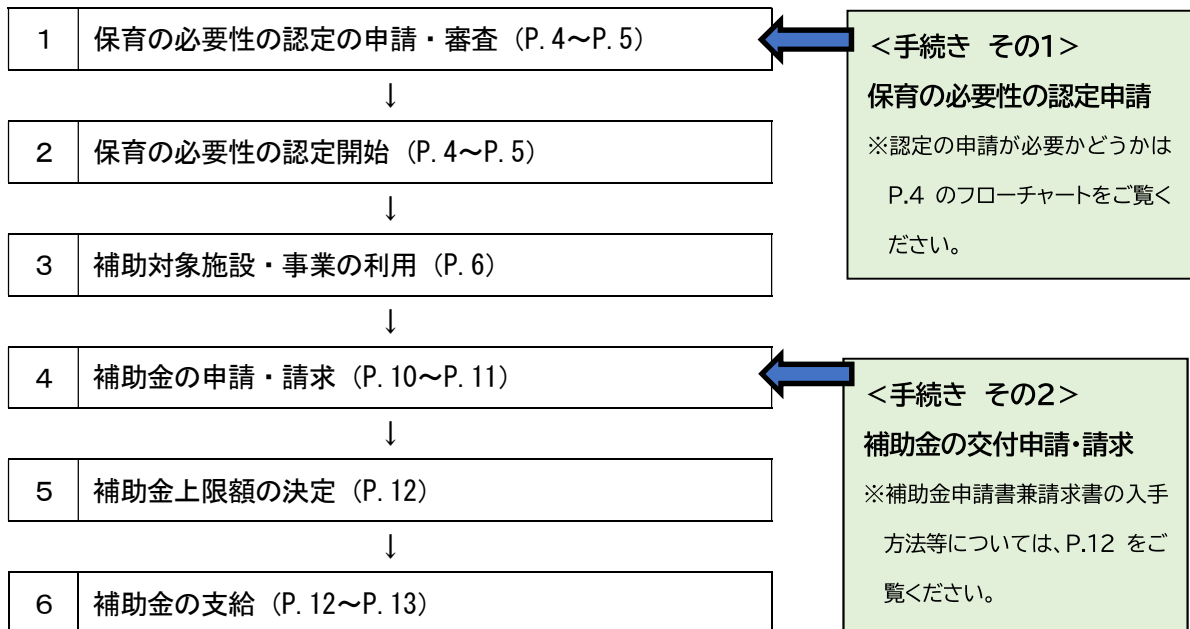 1 保育の必要性の認定の申請・審査（P.4～P.5）
↓
2 保育の必要性の認定開始（P.4～P.5）
↓
3 補助対象施設・事業の利用（P.6）
↓
4 補助金の申請・請求（P.10～P.11）
↓
5 補助金上限額の決定（P.12）
↓
6 補助金の支給（P.12～P.13）
＜手続き その1＞
保育の必要性の認定申請
※認定の申請が必要かどうかは
P.4 のフローチャートをご覧く
ださい。
＜手続き その2＞
補助金の交付申請・請求
※補助金申請書兼請求書の入手
方法等については、P.12 をご
覧ください。